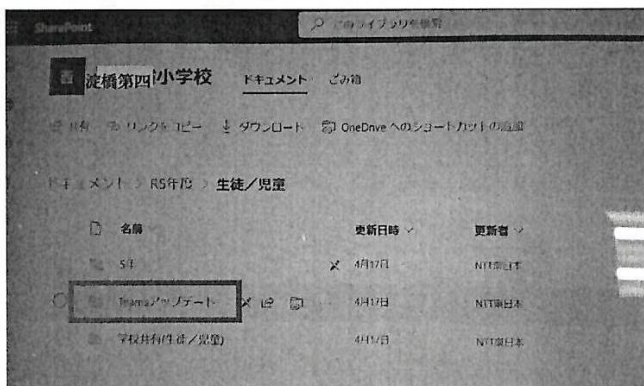 SharePoint
このライブラリを検索
淀橋第四小学校 ドキュメント ごみ箱
共有 リンクをコピー ダウンロード OneDrive へのショートカットの追加
ドキュメント > R5年度 > 生徒/児童
名前 更新日時 更新者
5年 4月17日 NTT東日本
Teamsアップデート 4月17日 NTT東日本
学校共有(生徒/児童) 4月17日 NTT東日本